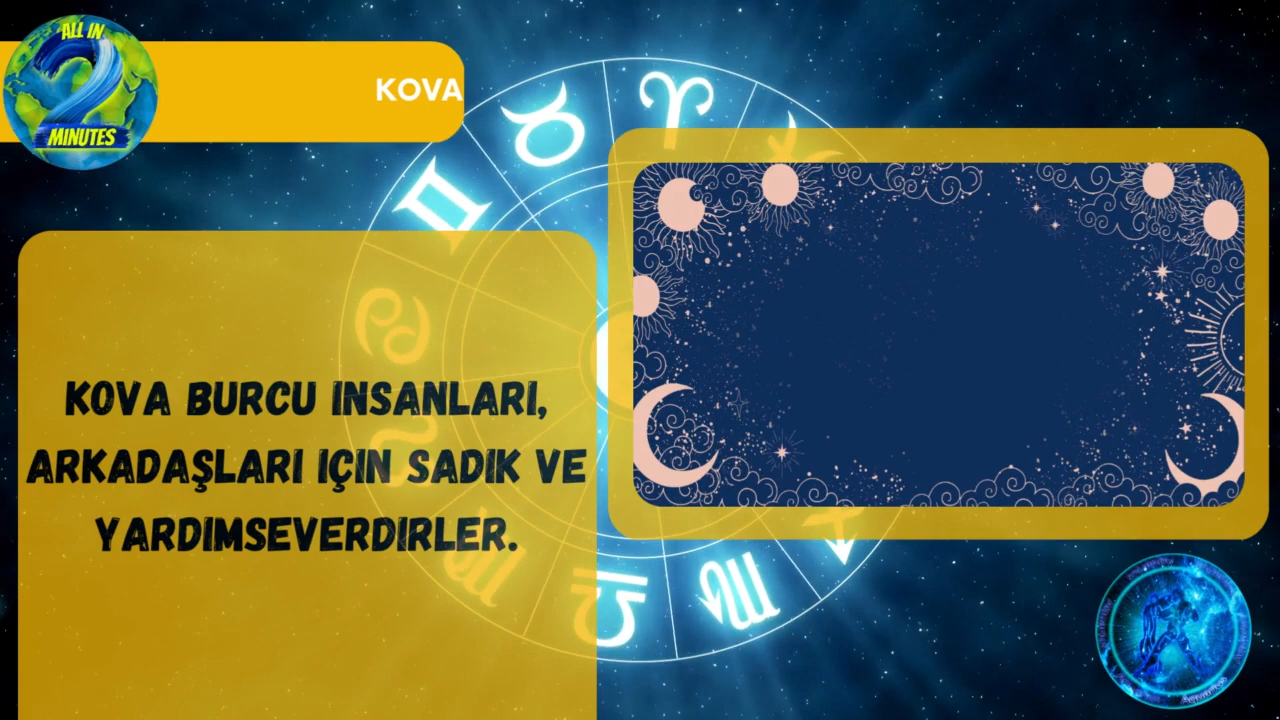 ALL IN
2
MINUTES
KOVA
KOVA BURCU INSANLARI,
ARKADAŞLARI IÇIN SADIK VE
YARDIMSEVERDIRLER.